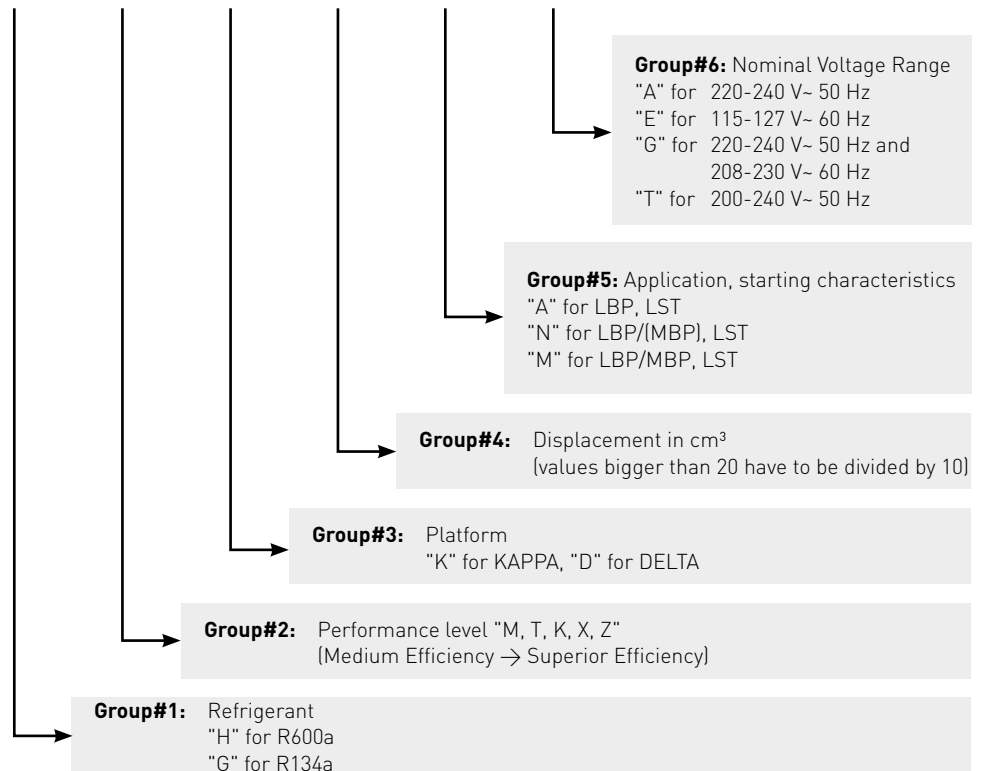 Group#6: Nominal Voltage Range
"A" for 220-240 V~ 50 Hz
"E" for 115-127 V~ 60 Hz
"G" for 220-240 V~ 50 Hz and
208-230 V~ 60 Hz
"T" for 200-240 V~ 50 Hz
Group#5: Application, starting characteristics
"A" for LBP, LST
"N" for LBP/(MBP), LST
"M" for LBP/MBP, LST
Group#4: Displacement in cm³
(values bigger than 20 have to be divided by 10)
Group#3: Platform
"K" for KAPPA, "D" for DELTA
Group#2: Performance level "M, T, K, X, Z"
(Medium Efficiency → Superior Efficiency)
Group#1: Refrigerant
"H" for R600a
"G" for R134a